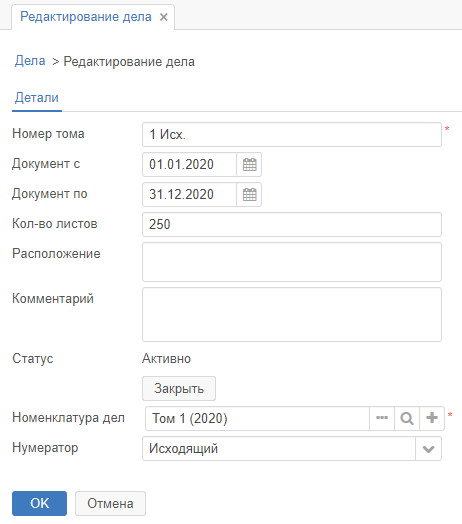 Редактирование дела ×
Дела > Редактирование дела
Детали
Номер тома 1 Исх. *
Документ с 01.01.2020
Документ по 31.12.2020
Кол-во листов 250
Расположение
Комментарий
Статус Активно
Закрыть
Номенклатура дел Том 1 (2020) *
Нумератор Исходящий
OK Отмена